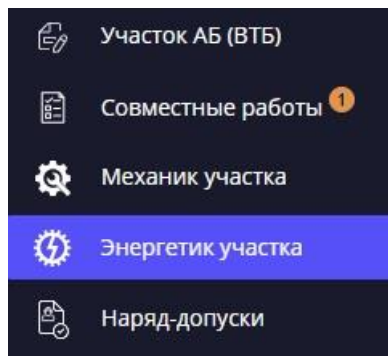 Участок АБ (ВТБ)
Совместные работы 1
Механик участка
Энергетик участка
Наряд-допуски